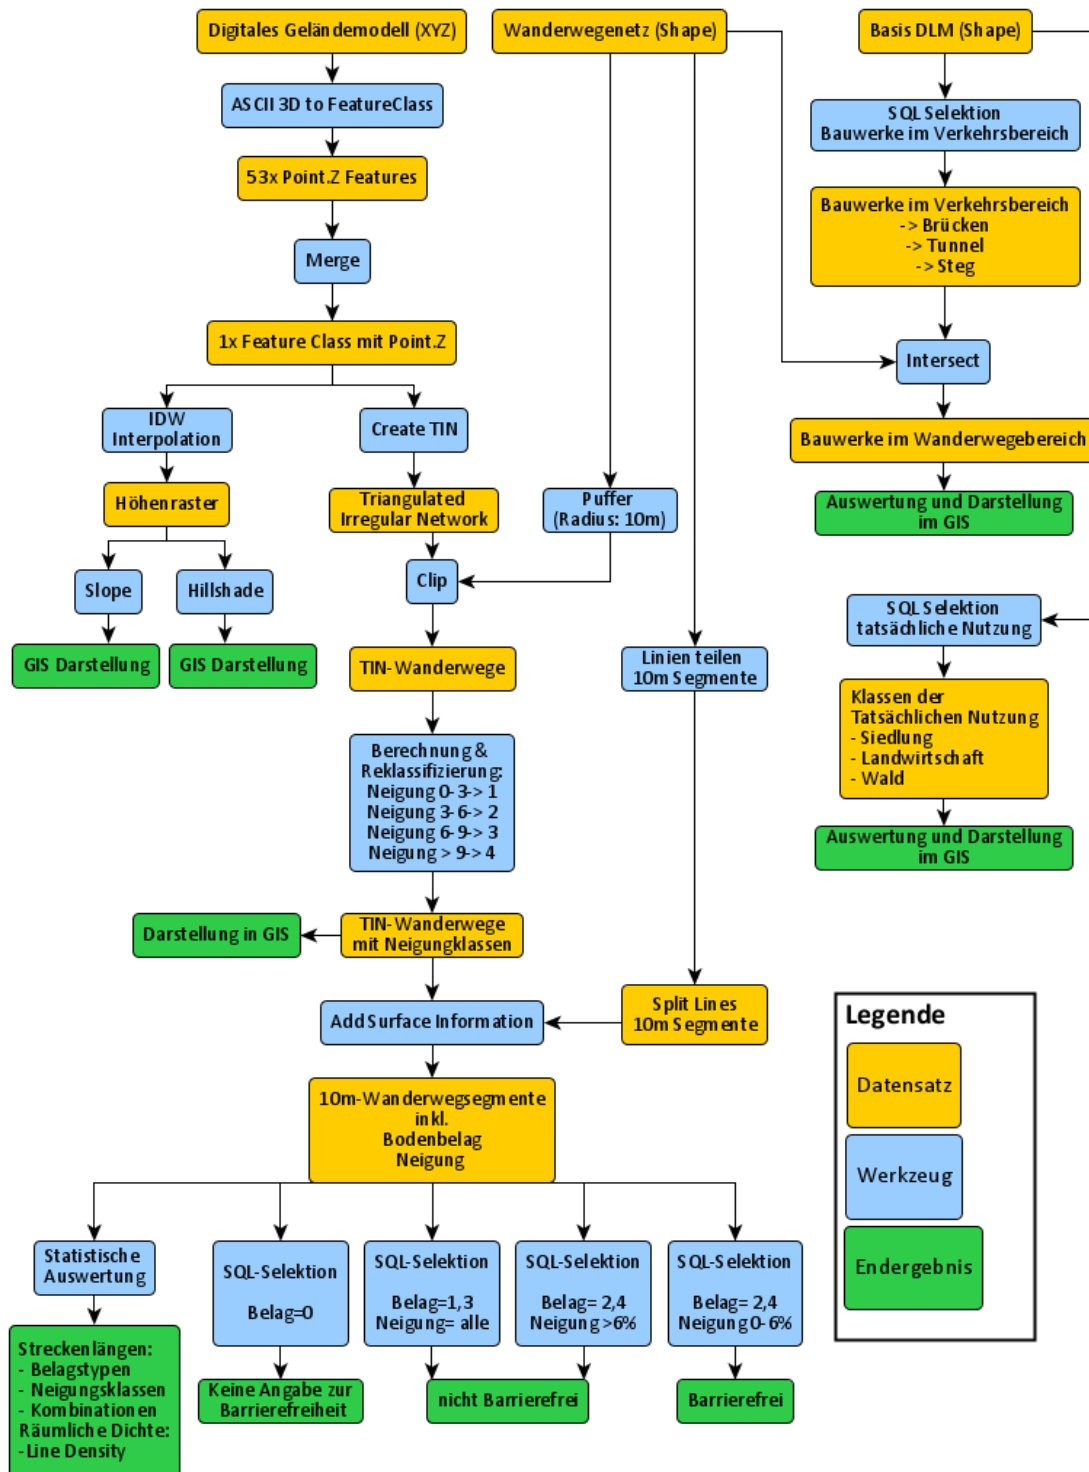 Digitales Geländemodell (XYZ)
Wanderwegenetz (Shape)
Basis DLM (Shape)
ASCII 3D to FeatureClass
SQL Selektion
Bauwerke im Verkehrsbereich
53x Point.Z Features
Bauwerke im Verkehrsbereich
-> Brücken
-> Tunnel
-> Steg
Merge
1x Feature Class mit Point.Z
Intersect
IDW
Interpolation
Create TIN
Bauwerke im Wanderwegebereich
Höhenraster
Triangulated
Irregular Network
Puffer
(Radius: 10m)
Auswertung und Darstellung
im GIS
Slope
Hillshade
Clip
SQL Selektion
tatsächliche Nutzung
GIS Darstellung
GIS Darstellung
TIN-Wanderwege
Linien teilen
10m Segmente
Klassen der
Tatsächlichen Nutzung
- Siedlung
- Landwirtschaft
- Wald
Berechnung &
Reklassifizierung:
Neigung 0-3-> 1
Neigung 3-6-> 2
Neigung 6-9-> 3
Neigung > 9-> 4
Auswertung und Darstellung
im GIS
Darstellung in GIS
TIN-Wanderwege
mit Neigungklassen
Add Surface Information
Split Lines
10m Segmente
Legende
Datensatz
Werkzeug
Endergebnis
10m-Wanderwegsegmente
inkl.
Bodenbelag
Neigung
Statistische
Auswertung
SQL-Selektion
Belag=0
SQL-Selektion
Belag=1,3
Neigung= alle
SQL-Selektion
Belag= 2,4
Neigung >6%
SQL-Selektion
Belag= 2,4
Neigung 0-6%
Streckenlängen:
- Belagstypen
- Neigungsklassen
- Kombinationen
Räumliche Dichte:
-Line Density
Keine Angabe zur
Barrierefreiheit
nicht Barrierefrei
Barrierefrei